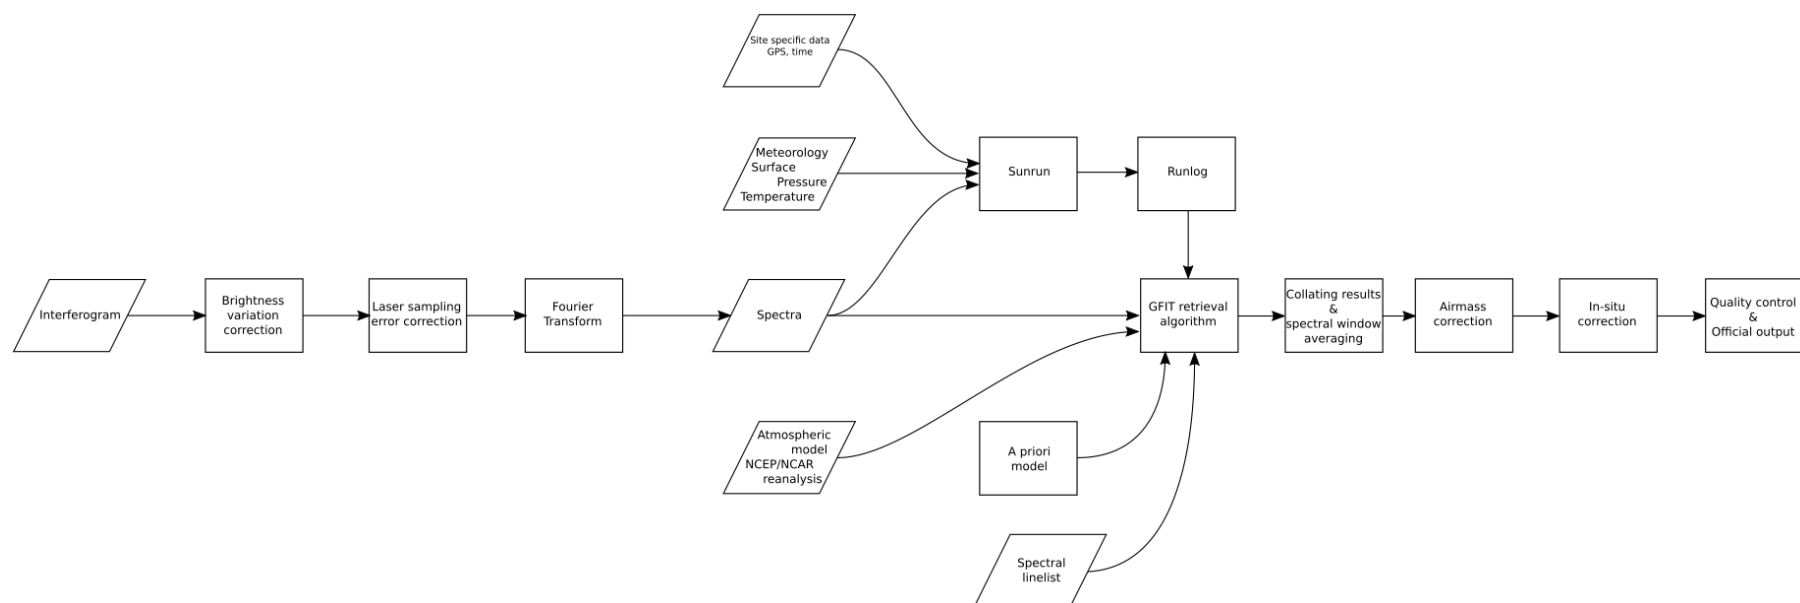 Site specific data
GPS, time
Meteorology
Surface
Pressure
Temperature
Sunrun
Runlog
Interferogram
Brightness
variation
correction
Laser sampling
error correction
Fourier
Transform
Spectra
GFIT retrieval
algorithm
Collating results
&
spectral window
averaging
Airmass
correction
In-situ
correction
Quality control
&
Official output
Atmospheric
model
NCEP/NCAR
reanalysis
A priori
model
Spectral
linelist